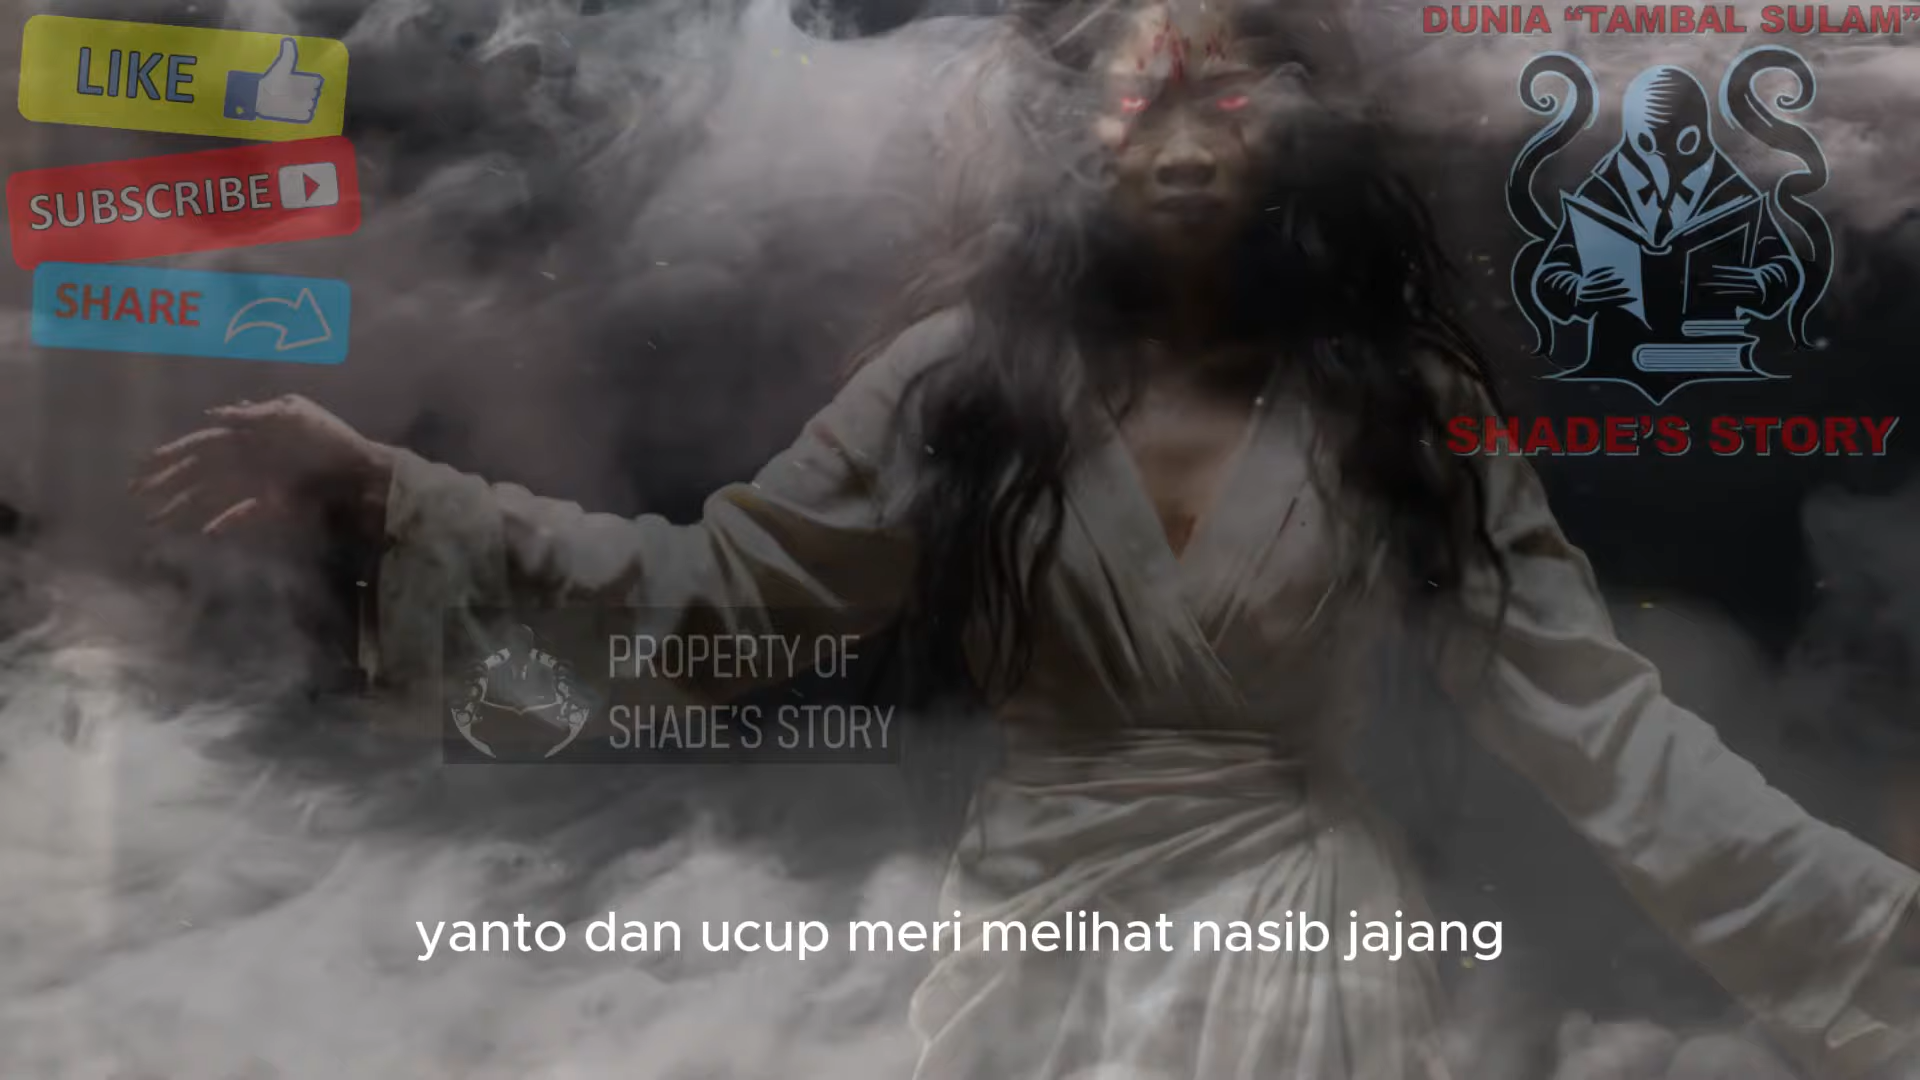 LIKE
SUBSCRIBE
SHARE
DUNIA “TAMBAL SULAM”
SHADE'S STORY
PROPERTY OF
SHADE'S STORY
yanto dan ucup meri melihat nasib jajang